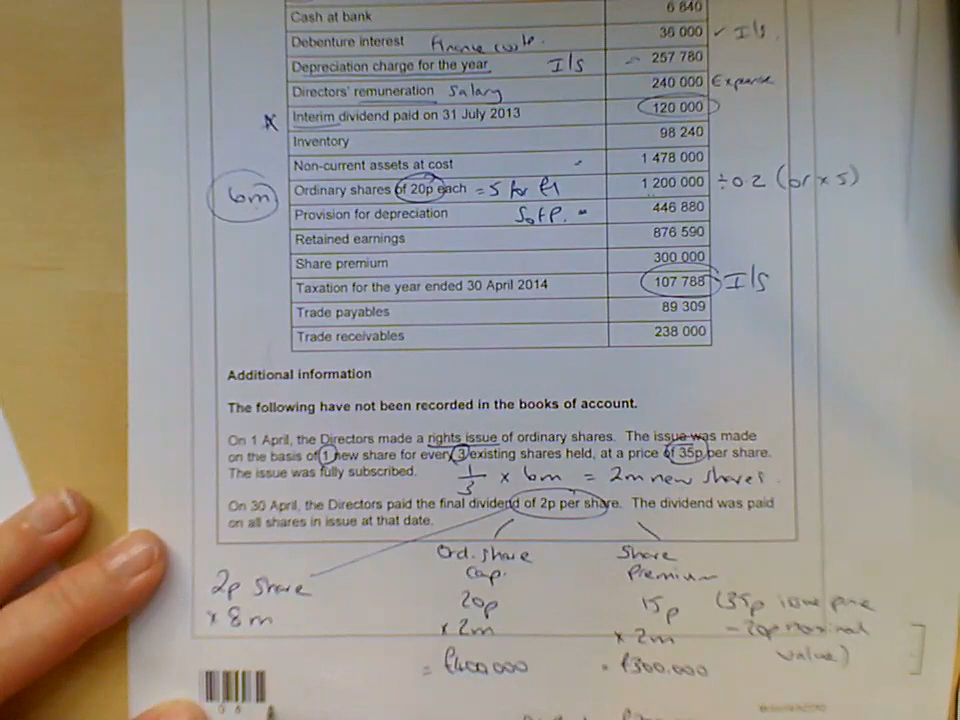 Cash at bank 6 840
Debenture interest Finance costs. 36 000 ✓ I/S.
Depreciation charge for the year I/S 257 780
Directors' remuneration Salary 240 000 Expense
Interim dividend paid on 31 July 2013 120 000
Inventory 98 240
Non-current assets at cost 1 478 000
6m Ordinary shares of 20p each = 5 for £1 1 200 000 ÷ 0.2 (or x 5)
Provision for depreciation SofP. 446 880
Retained earnings 876 590
Share premium 300 000
Taxation for the year ended 30 April 2014 107 788 I/S
Trade payables 89 309
Trade receivables 238 000
Additional information
The following have not been recorded in the books of account.
On 1 April, the Directors made a rights issue of ordinary shares. The issue was made
on the basis of 1 new share for every 3 existing shares held, at a price of 35p per share.
The issue was fully subscribed. 1/3 x 6m = 2m new shares.
On 30 April, the Directors paid the final dividend of 2p per share. The dividend was paid
on all shares in issue at that date.
Ord. share Share
cap. Premium
2p share 20p 15p (35p issue price
x 8m x 2m x 2m - 20p nominal
= £400,000 = £300,000 value)